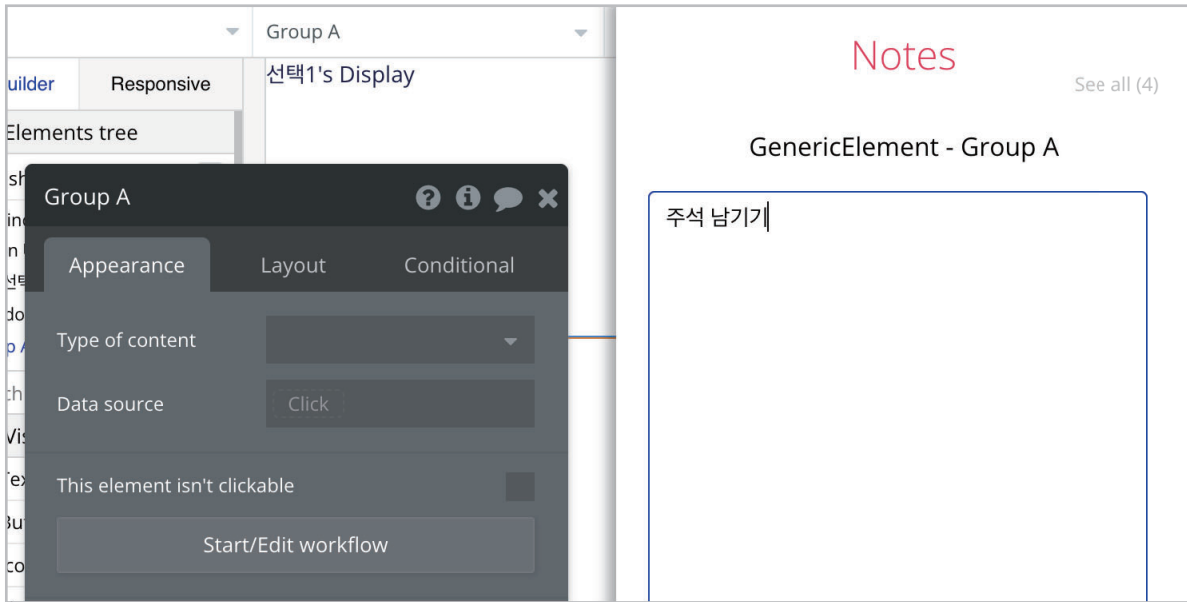 Group A
uilder
Responsive
선택1's Display
Elements tree
Group A
Appearance
Layout
Conditional
Type of content
Data source
Click
This element isn't clickable
Start/Edit workflow
Notes
See all (4)
GenericElement - Group A
주석 남기기